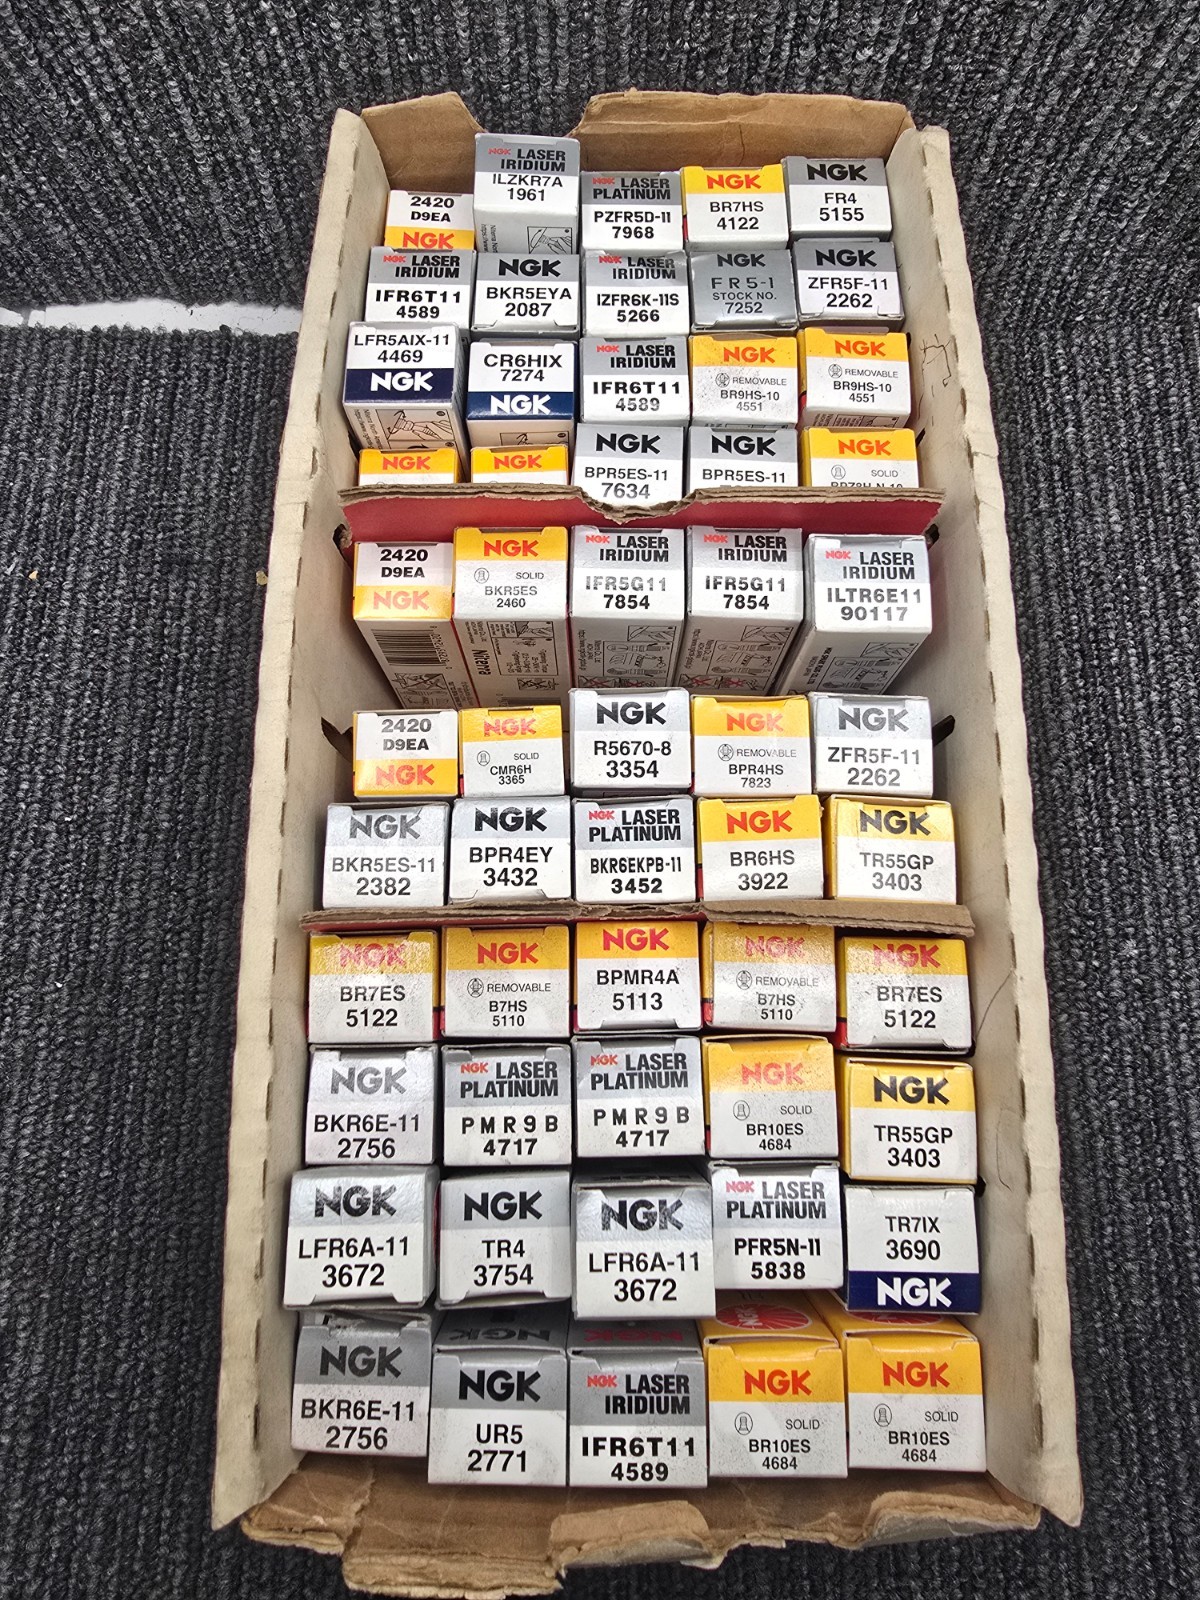 2420
D9EA
NGK
NGK LASER
IRIDIUM
ILZKR7A
1961
NGK LASER
PLATINUM
PZFR5D-11
7968
NGK
BR7HS
4122
NGK
FR4
5155
NGK LASER
IRIDIUM
IFR6T11
4589
NGK
BKR5EYA
2087
NGK LASER
IRIDIUM
IZFR6K-11S
5266
NGK
FR5-1
STOCK NO.
7252
NGK
ZFR5F-11
2262
LFR5AIX-11
4469
NGK
CR6HIX
7274
NGK
NGK LASER
IRIDIUM
IFR6T11
4589
NGK
REMOVABLE
BR9HS-10
4551
NGK
REMOVABLE
BR9HS-10
4551
NGK
NGK
NGK
BPR5ES-11
7634
NGK
BPR5ES-11
NGK
SOLID
2420
D9EA
NGK
NGK
SOLID
BKR5ES
2460
Niterra
NGK LASER
IRIDIUM
IFR5G11
7854
NGK LASER
IRIDIUM
IFR5G11
7854
NGK LASER
IRIDIUM
ILTR6E11
90117
2420
D9EA
NGK
NGK
SOLID
CMR6H
3365
NGK
R5670-8
3354
NGK
REMOVABLE
BPR4HS
7823
NGK
ZFR5F-11
2262
NGK
BKR5ES-11
2382
NGK
BPR4EY
3432
NGK LASER
PLATINUM
BKR6EKPB-11
3452
NGK
BR6HS
3922
NGK
TR55GP
3403
NGK
BR7ES
5122
NGK
REMOVABLE
B7HS
5110
NGK
BPMR4A
5113
NGK
REMOVABLE
B7HS
5110
NGK
BR7ES
5122
NGK
BKR6E-11
2756
NGK LASER
PLATINUM
PMR9B
4717
NGK LASER
PLATINUM
PMR9B
4717
NGK
SOLID
BR10ES
4684
NGK
TR55GP
3403
NGK
LFR6A-11
3672
NGK
TR4
3754
NGK
LFR6A-11
3672
NGK LASER
PLATINUM
PFR5N-11
5838
TR7IX
3690
NGK
NGK
BKR6E-11
2756
NGK
UR5
2771
NGK
NGK LASER
IRIDIUM
IFR6T11
4589
NGK
NGK
SOLID
BR10ES
4684
NGK
SOLID
BR10ES
4684